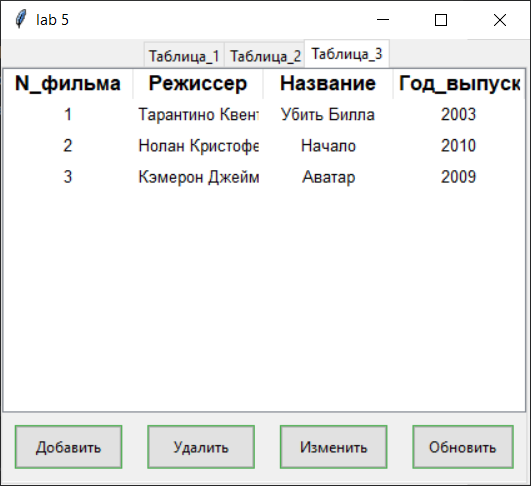 lab 5
Таблица_1 Таблица_2 Таблица_3
N_фильма Режиссер Название Год_выпуск
1 Тарантино Квент Убить Билла 2003
2 Нолан Кристофе Начало 2010
3 Кэмерон Джейм Аватар 2009
Добавить Удалить Изменить Обновить